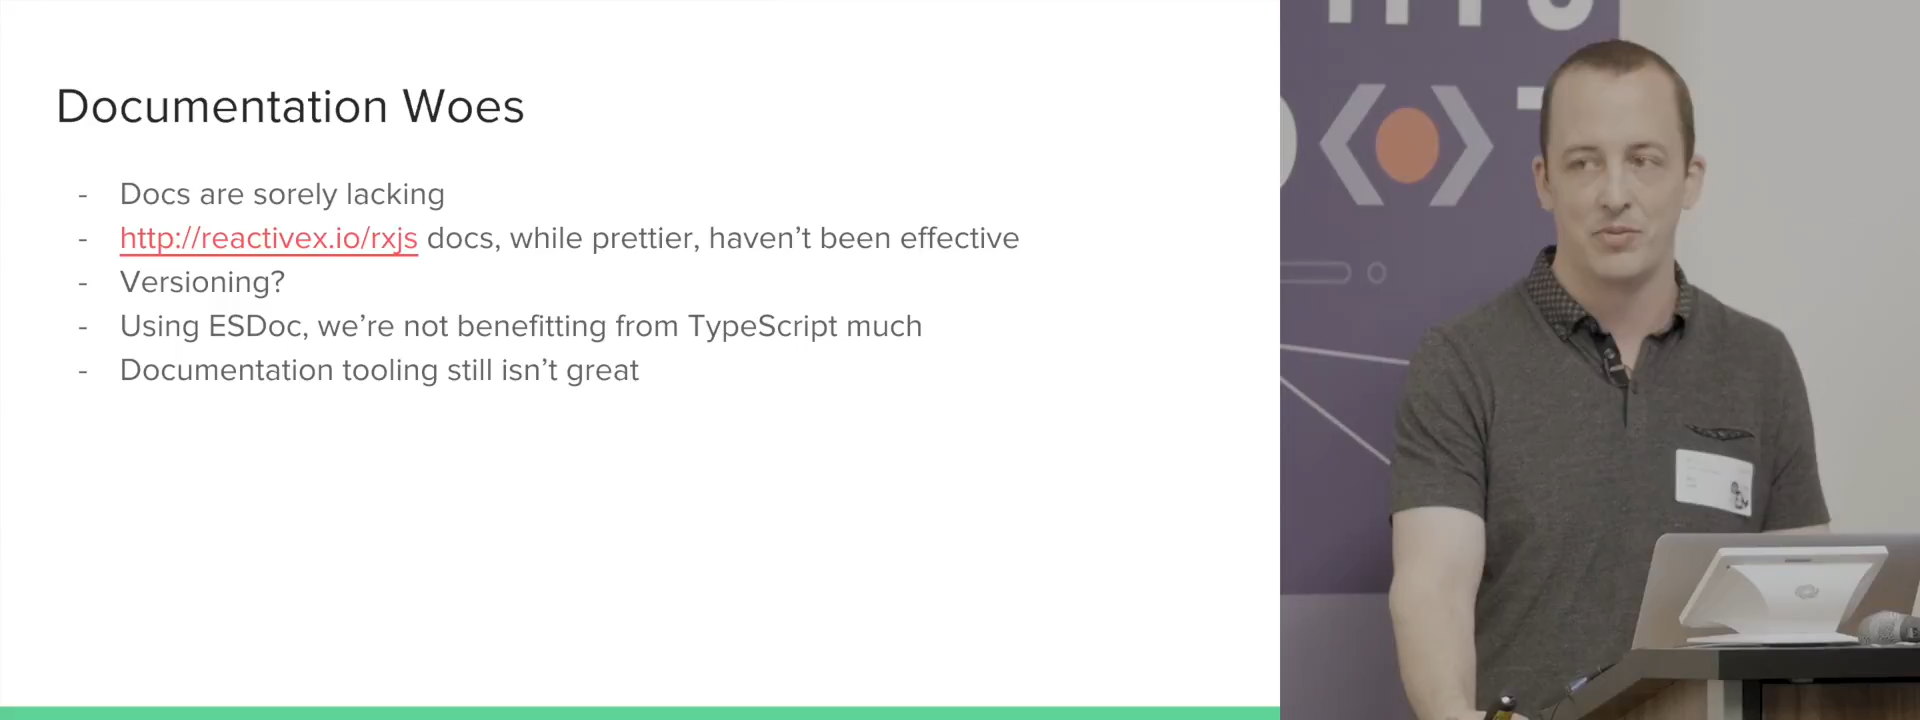 Documentation Woes
- Docs are sorely lacking
- http://reactivex.io/rxjs docs, while prettier, haven’t been effective
- Versioning?
- Using ESDoc, we’re not benefitting from TypeScript much
- Documentation tooling still isn’t great